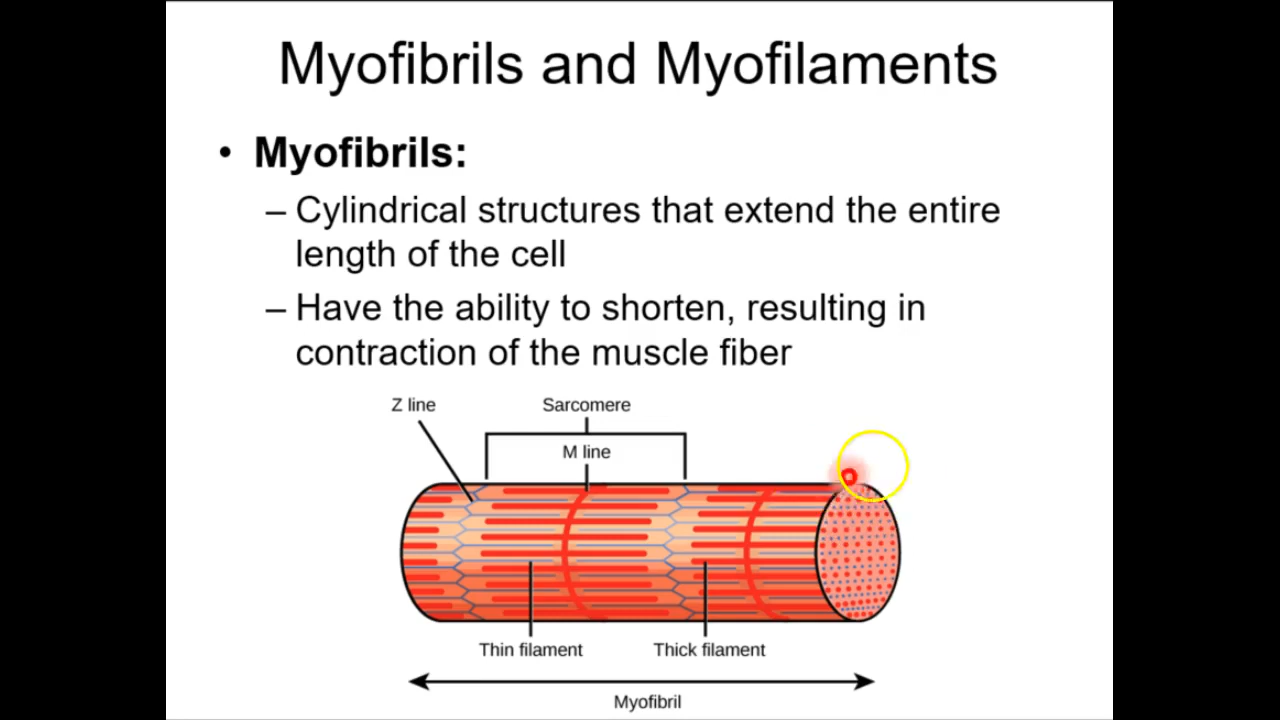 Myofibrils and Myofilaments
• Myofibrils:
– Cylindrical structures that extend the entire
length of the cell
– Have the ability to shorten, resulting in
contraction of the muscle fiber
Z line
Sarcomere
M line
Thin filament
Thick filament
Myofibril